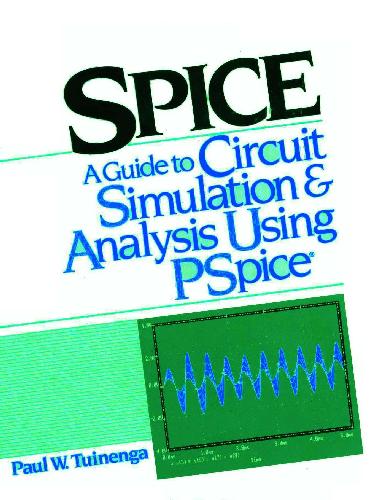 SPICE
A Guide to Circuit
Simulation &
Analysis Using
PSpice®
Paul W. Tuinenga